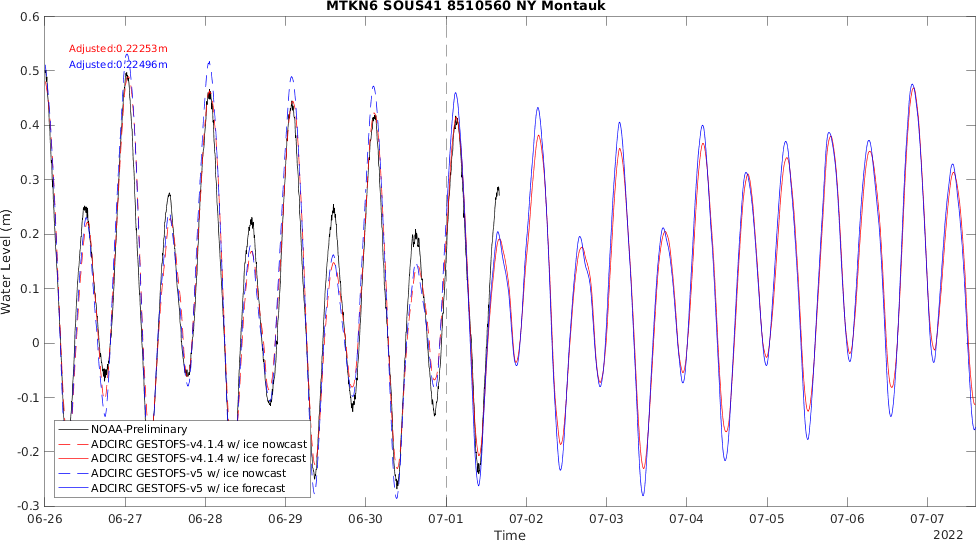 MTKN6 SOUS41 8510560 NY Montauk
0.6
0.5
0.4
0.3
0.2
0.1
0
-0.1
-0.2
-0.3
Water Level (m)
Adjusted:0.22253m
Adjusted:0.22496m
NOAA-Preliminary
ADCIRC GESTOFS-v4.1.4 w/ ice nowcast
ADCIRC GESTOFS-v4.1.4 w/ ice forecast
ADCIRC GESTOFS-v5 w/ ice nowcast
ADCIRC GESTOFS-v5 w/ ice forecast
06-26 06-27 06-28 06-29 06-30 07-01 07-02 07-03 07-04 07-05 07-06 07-07
Time
2022